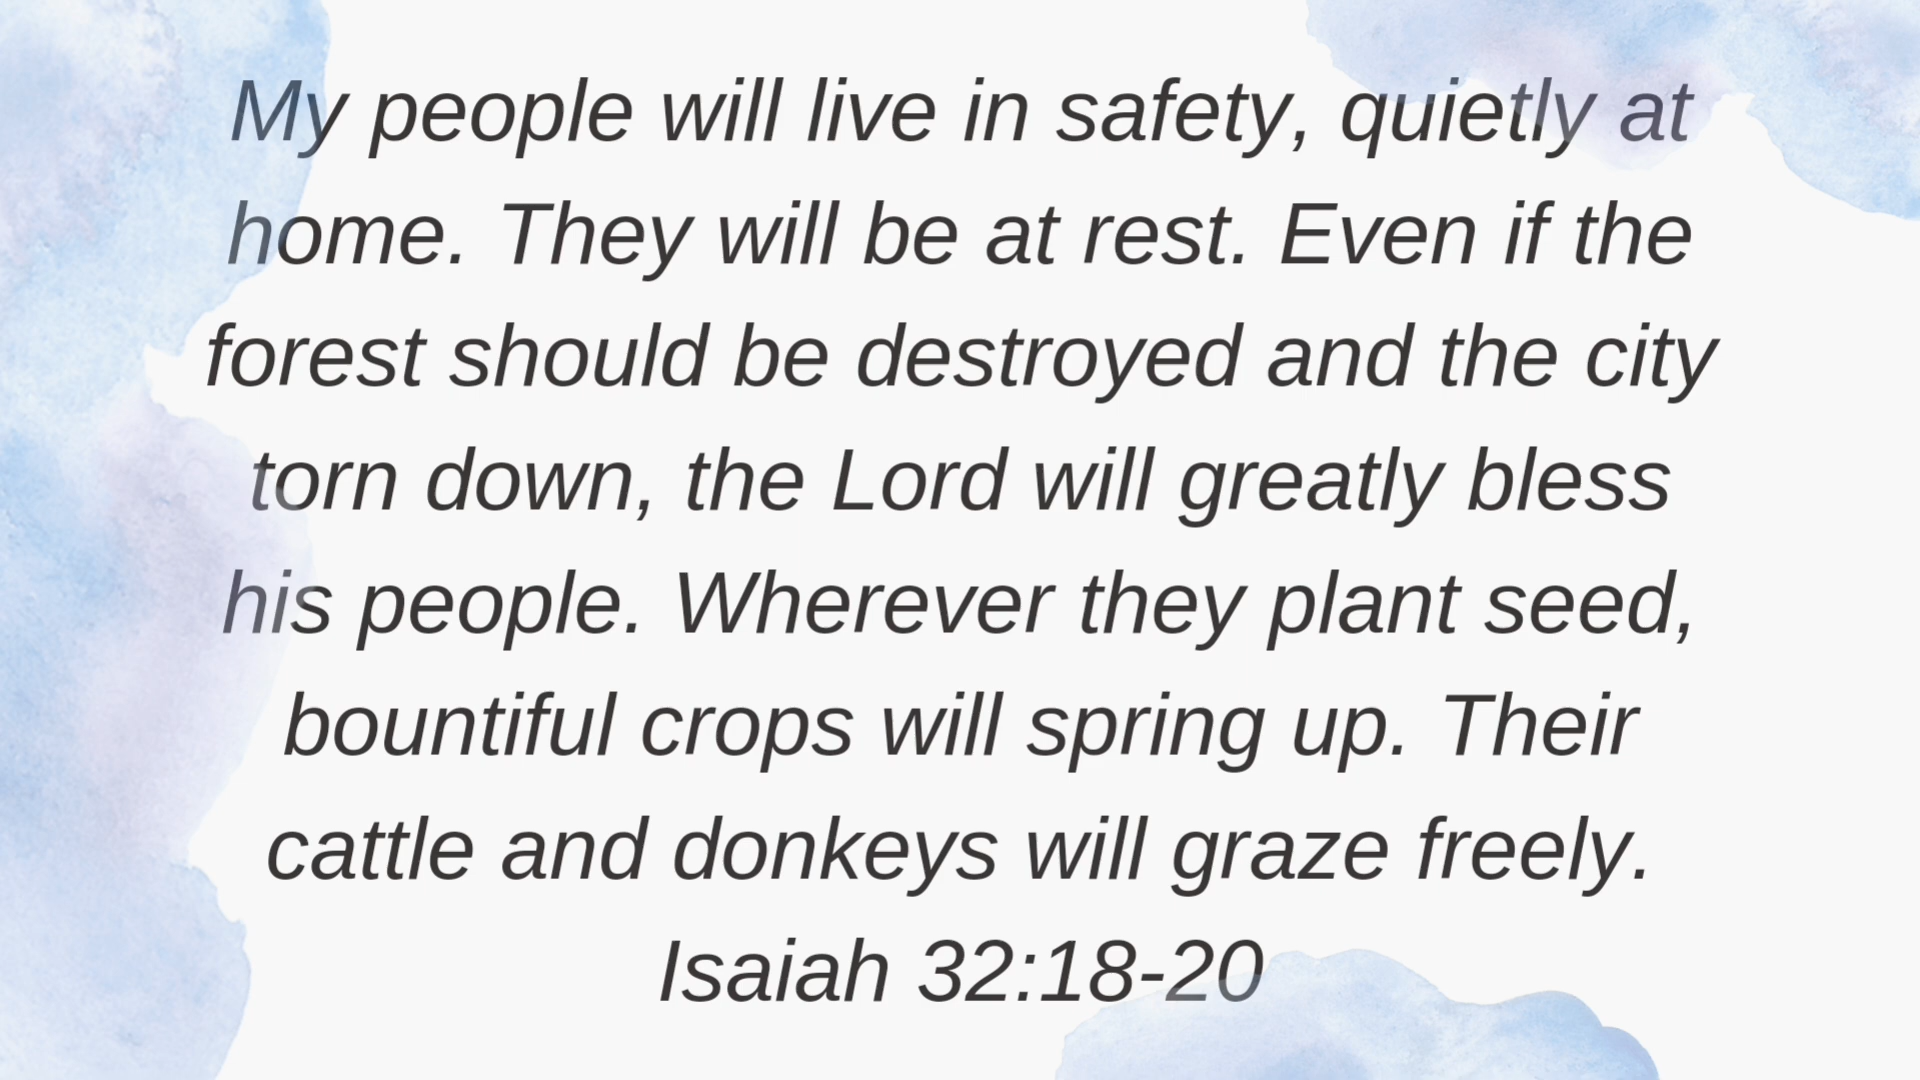 My people will live in safety, quietly at
home. They will be at rest. Even if the
forest should be destroyed and the city
torn down, the Lord will greatly bless
his people. Wherever they plant seed,
bountiful crops will spring up. Their
cattle and donkeys will graze freely.
Isaiah 32:18-20